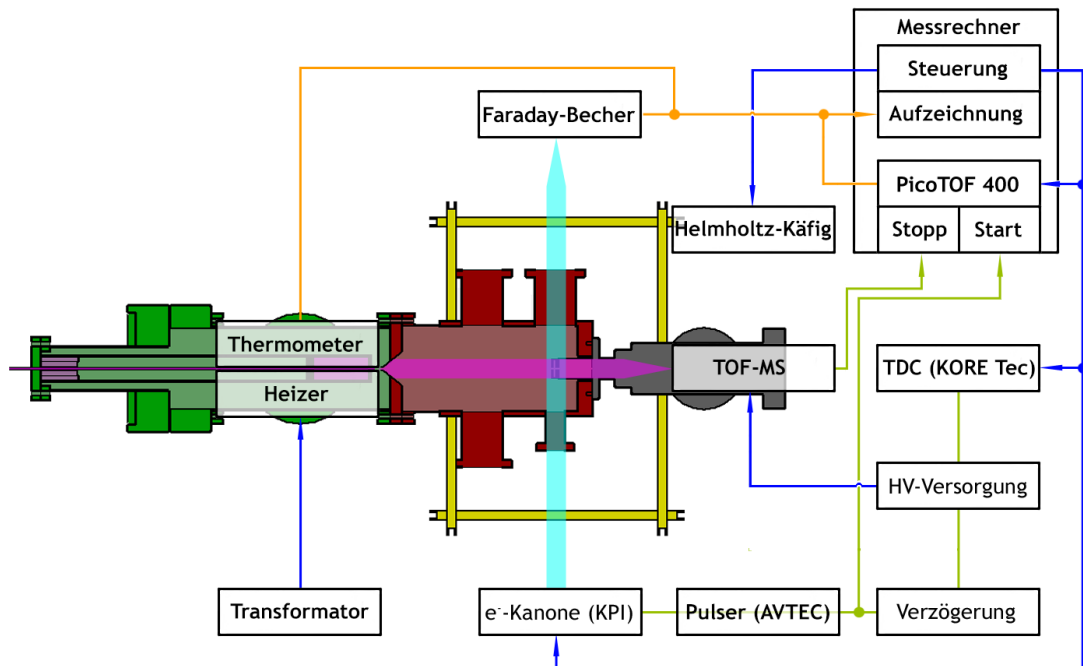 Messrechner
Steuerung
Faraday-Becher
Aufzeichnung
PicoTOF 400
Helmholtz-Käfig
Stopp
Start
Thermometer
TOF-MS
TDC (KORE Tec)
Heizer
HV-Versorgung
Transformator
e⁻-Kanone (KPI)
Pulser (AVTEC)
Verzögerung